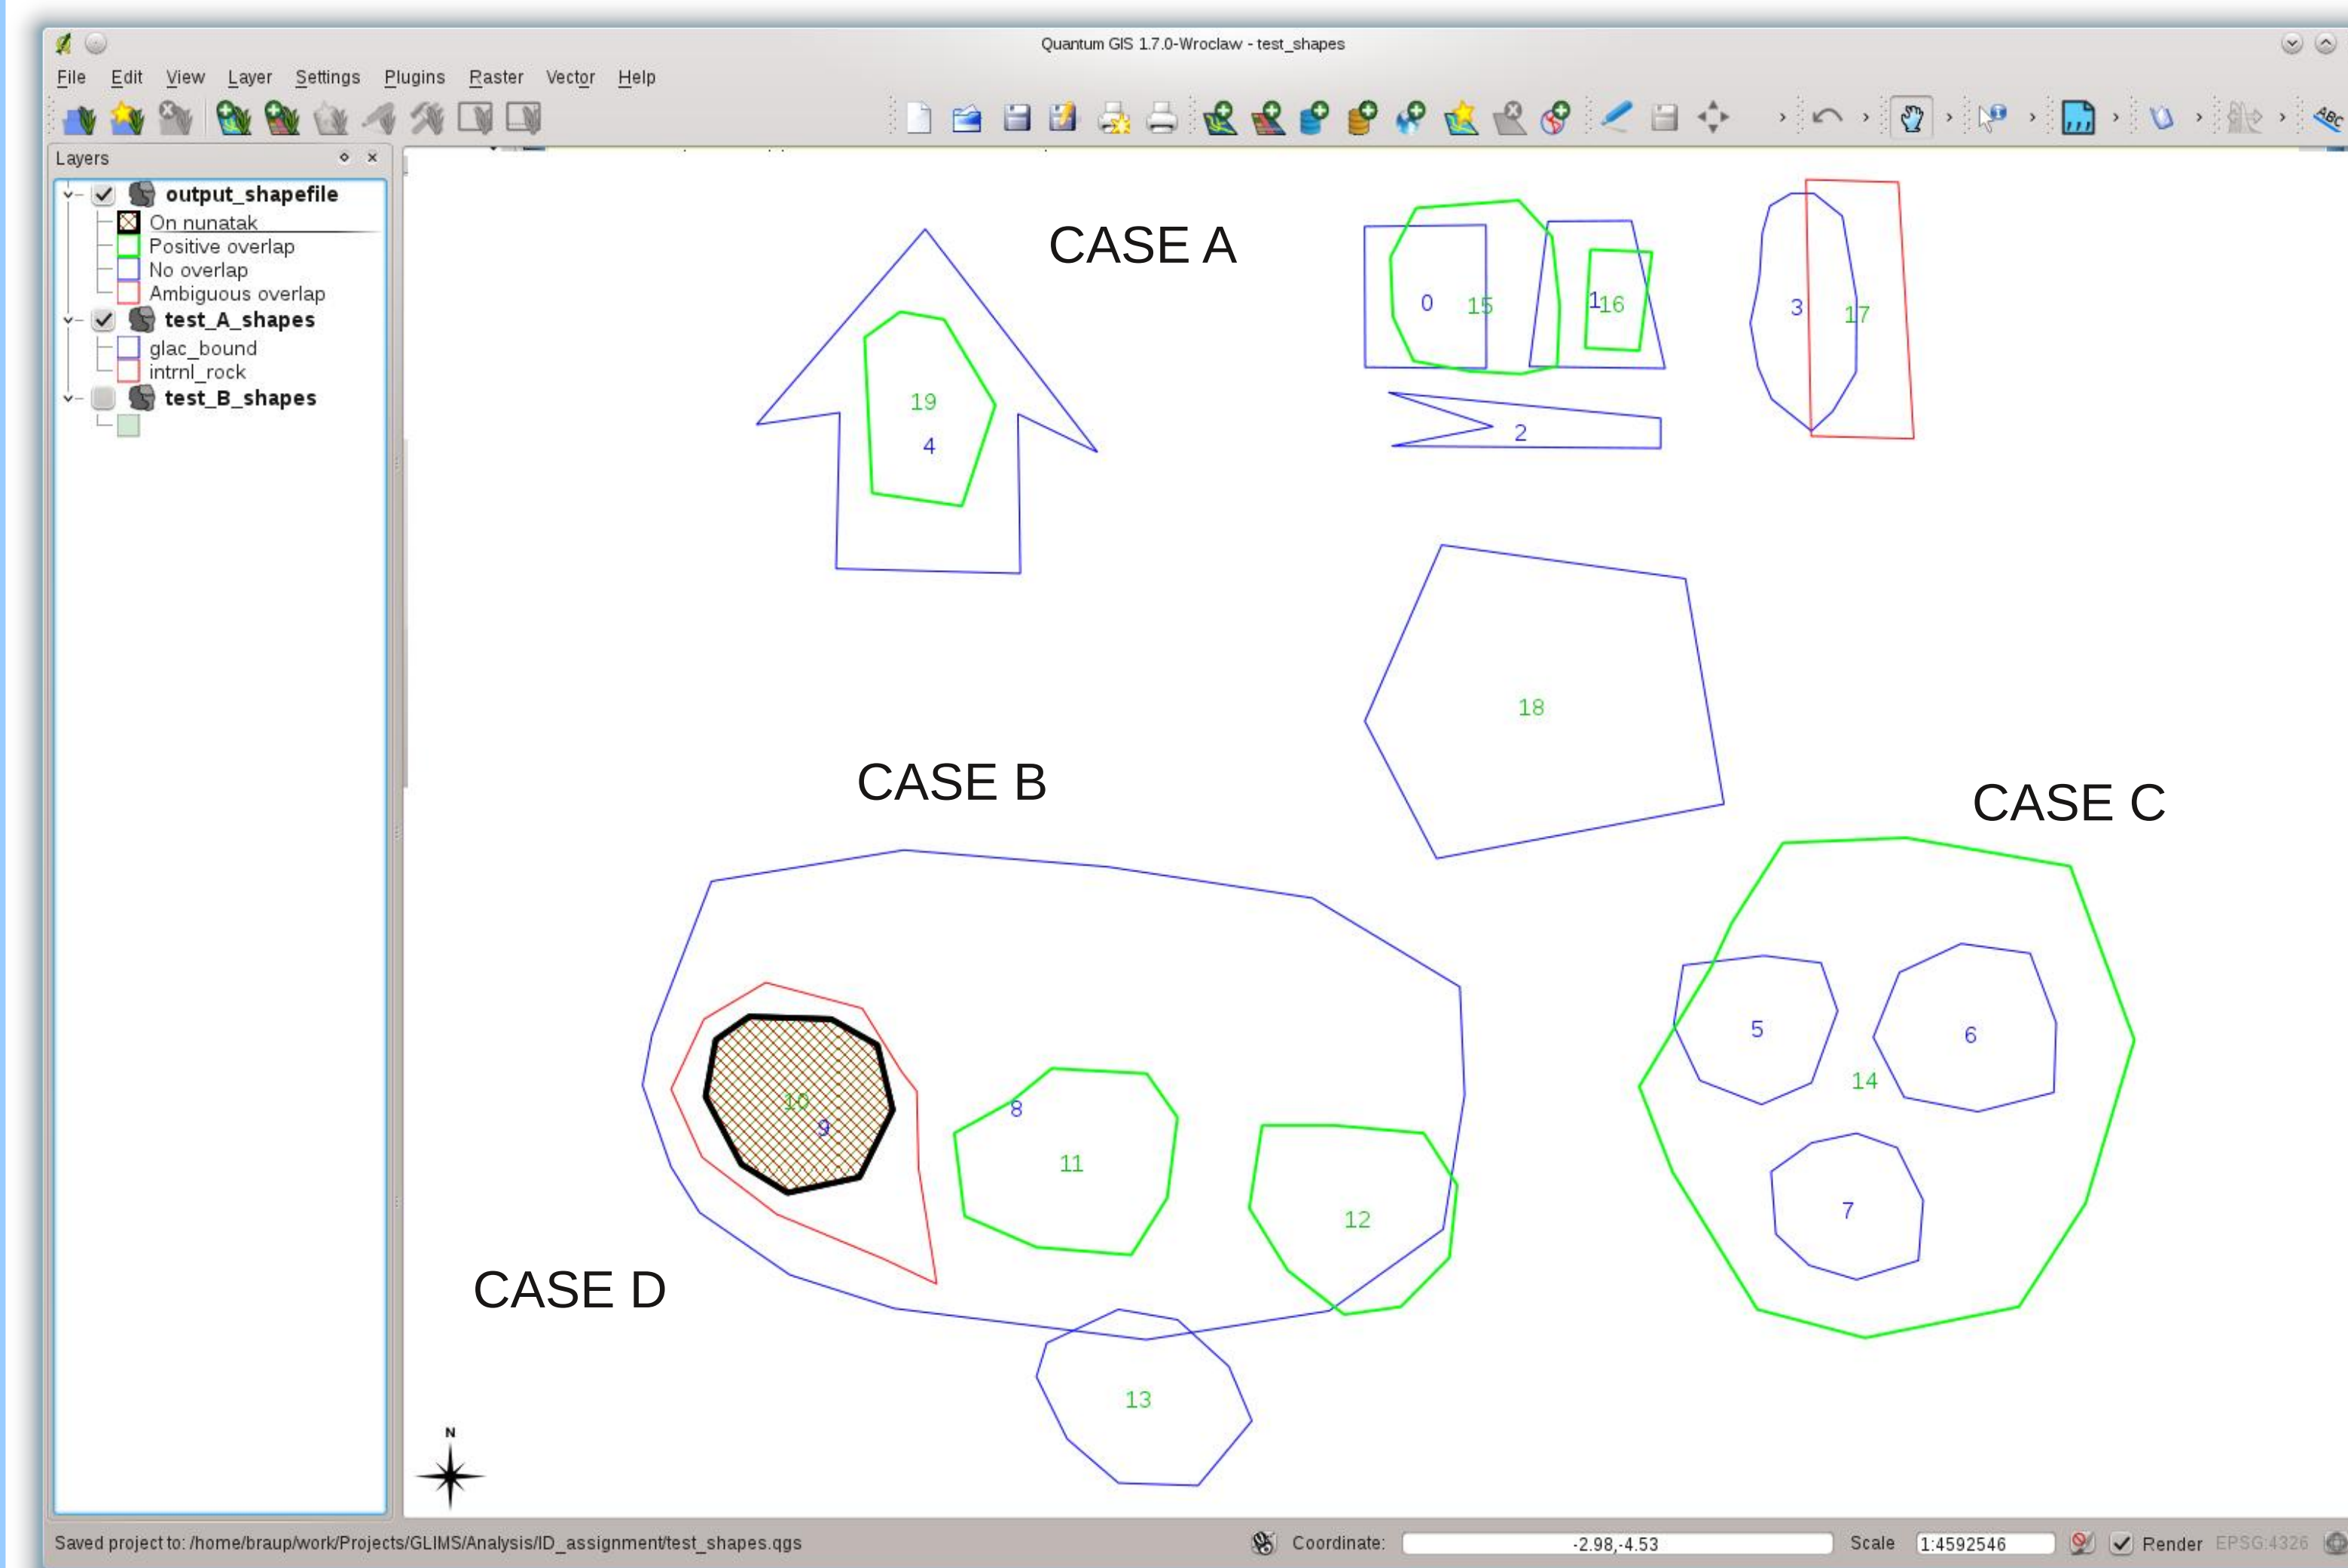 Quantum GIS 1.7.0-Wroclaw - test_shapes
File Edit View Layer Settings Plugins Raster Vector Help
ABC
Layers
output_shapefile
On nunatak
Positive overlap
No overlap
Ambiguous overlap
test_A_shapes
glac_bound
intrnl_rock
test_B_shapes
CASE A
0
15
1
16
3
17
19
4
2
18
CASE B
CASE C
10
9
8
11
12
5
6
14
7
CASE D
13
N
Saved project to: /home/braup/work/Projects/GLIMS/Analysis/ID_assignment/test_shapes.qgs
Coordinate: -2.98,-4.53 Scale 1:4592546 Render EPSG:4326